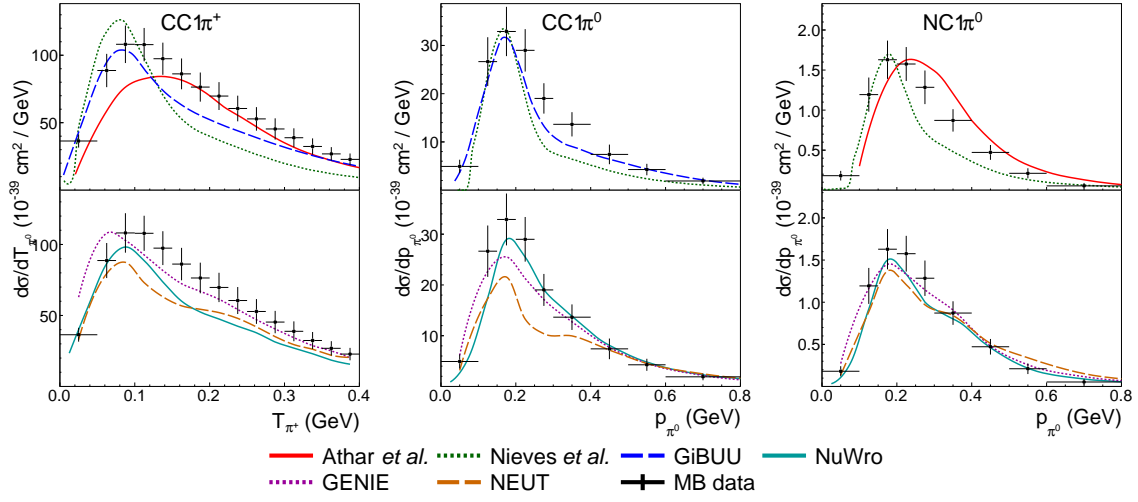 CC1π⁺ CC1π⁰ NC1π⁰
100
50
30
20
10
2.0
1.5
1.0
0.5
dσ/dT_π⁰ (10⁻³⁹ cm² / GeV)
dσ/dp_π⁰ (10⁻³⁹ cm² / GeV)
dσ/dp_π⁰ (10⁻³⁹ cm² / GeV)
100
50
30
20
10
1.5
1.0
0.5
0.0 0.1 0.2 0.3 0.4
0.0 0.2 0.4 0.6 0.8
0.0 0.2 0.4 0.6 0.8
T_π⁺ (GeV) p_π⁰ (GeV) p_π⁰ (GeV)
Athar et al. Nieves et al. GiBUU NuWro
GENIE NEUT MB data